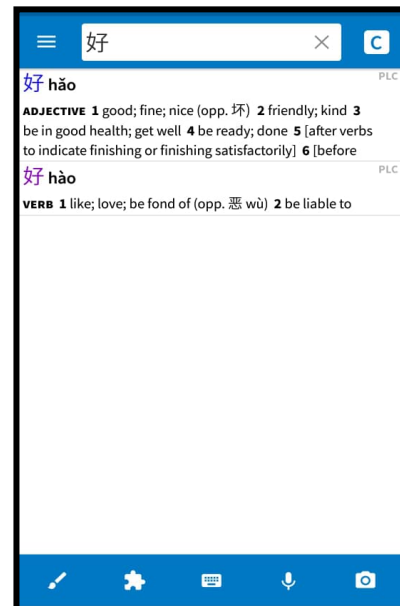 好
C
好 hǎo
PLC
ADJECTIVE 1 good; fine; nice (opp. 坏) 2 friendly; kind 3
be in good health; get well 4 be ready; done 5 [after verbs
to indicate finishing or finishing satisfactorily] 6 [before
好 hào
PLC
VERB 1 like; love; be fond of (opp. 恶 wù) 2 be liable to